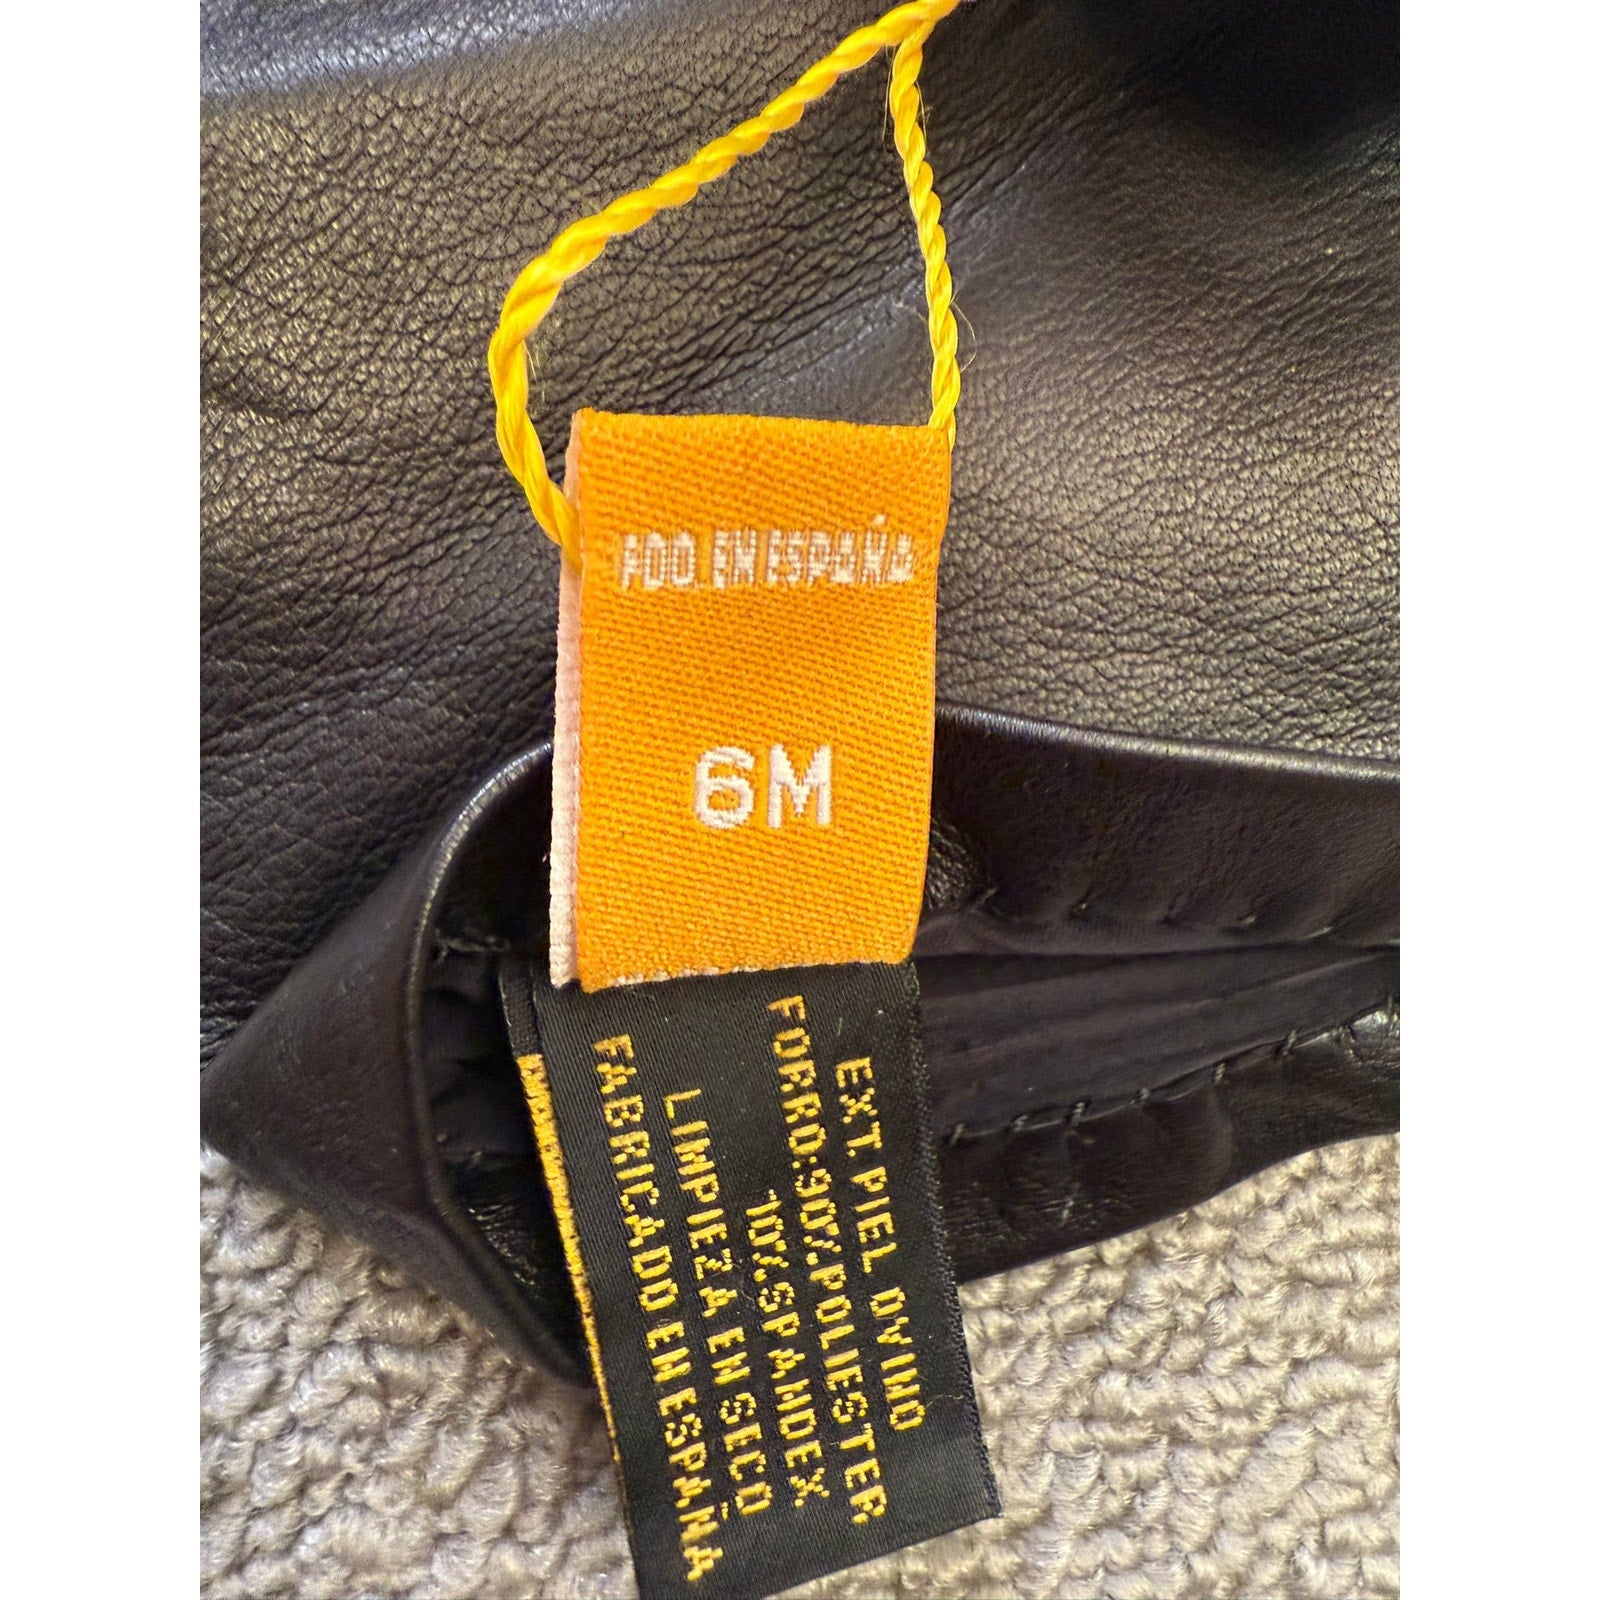 FDO. EN ESPAÑA
6M
EXT. PIEL OVINO
FORRO:90%.POLIESTER
10%.SPANDEX
LIMPIEZA EN SECO
FABRICADO EN ESPAÑA